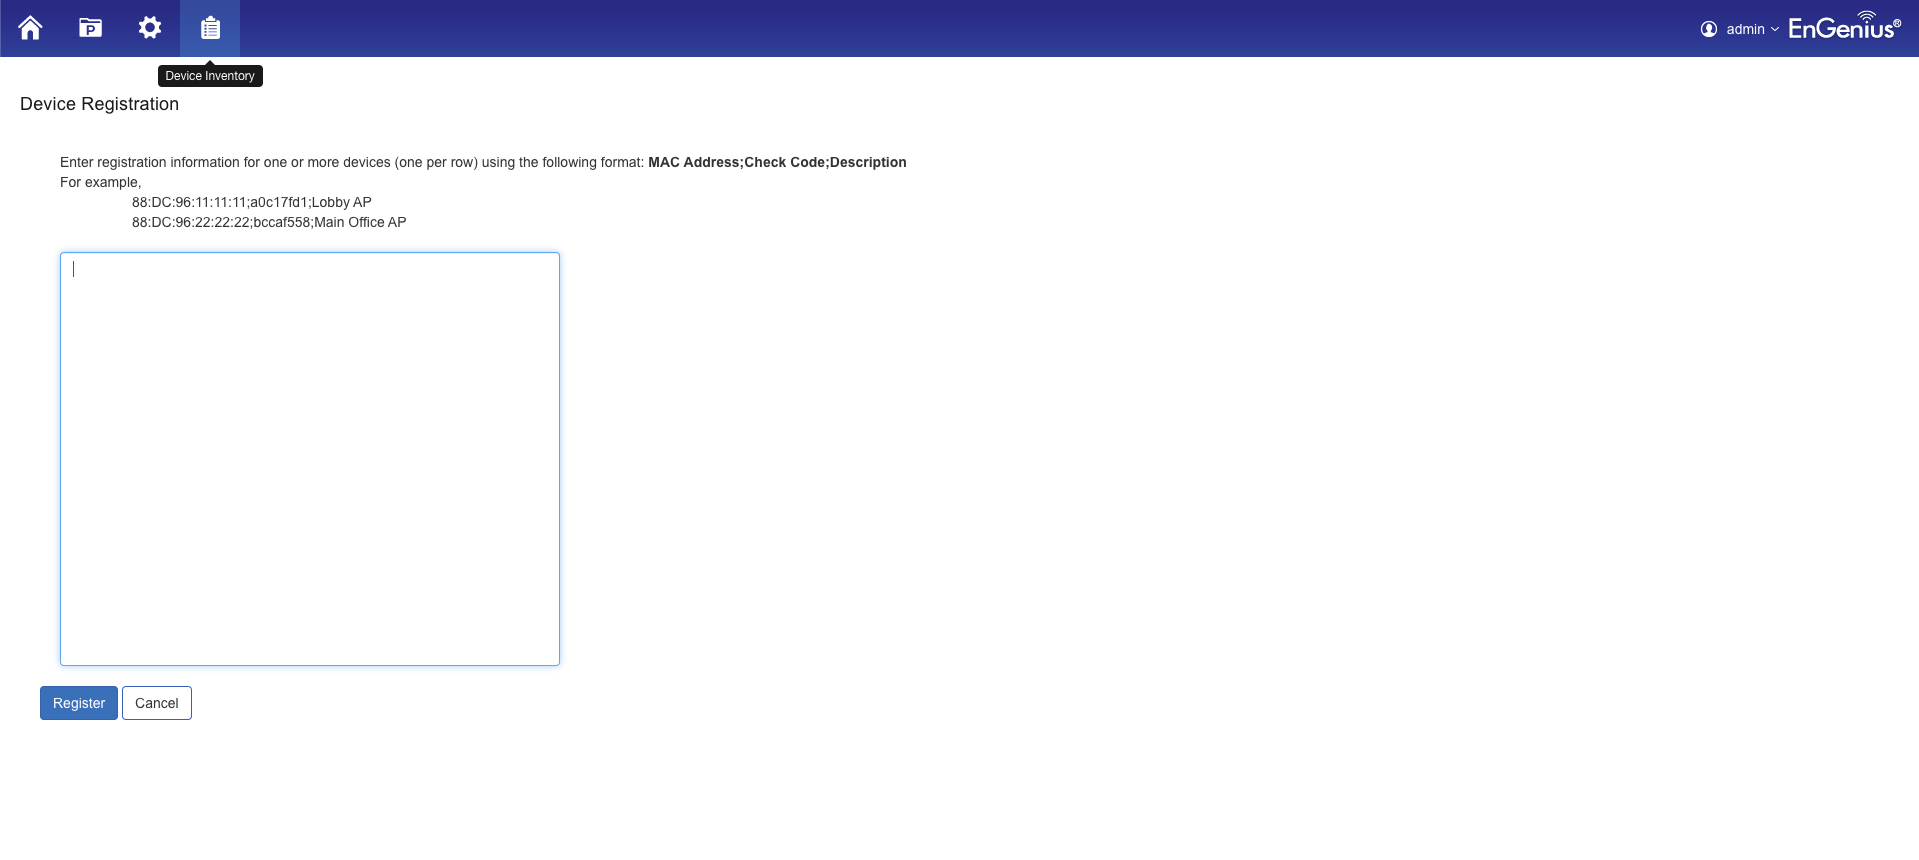 P
admin
EnGenius®
Device Inventory
Device Registration
Enter registration information for one or more devices (one per row) using the following format: MAC Address;Check Code;Description
For example,
88:DC:96:11:11:11;a0c17fd1;Lobby AP
88:DC:96:22:22:22;bccaf558;Main Office AP
Register Cancel